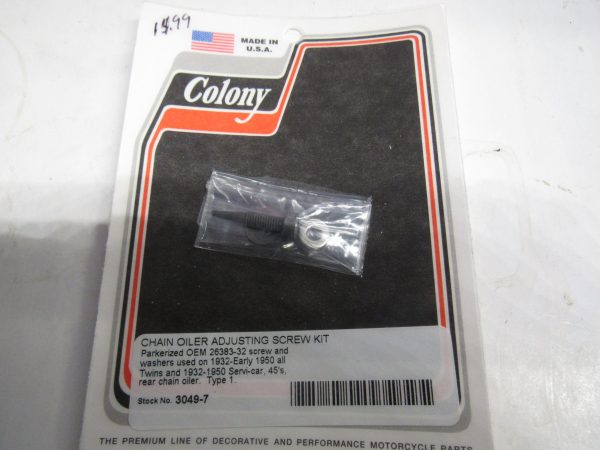 MADE IN
U.S.A.
Colony
CHAIN OILER ADJUSTING SCREW KIT
Parkerized OEM 26383-32 screw and
washers used on 1932-Early 1950 all
Twins and 1932-1950 Servi-car, 45's,
rear chain oiler. Type 1.
Stock No. 3049-7
THE PREMIUM LINE OF DECORATIVE AND PERFORMANCE MOTORCYCLE PARTS